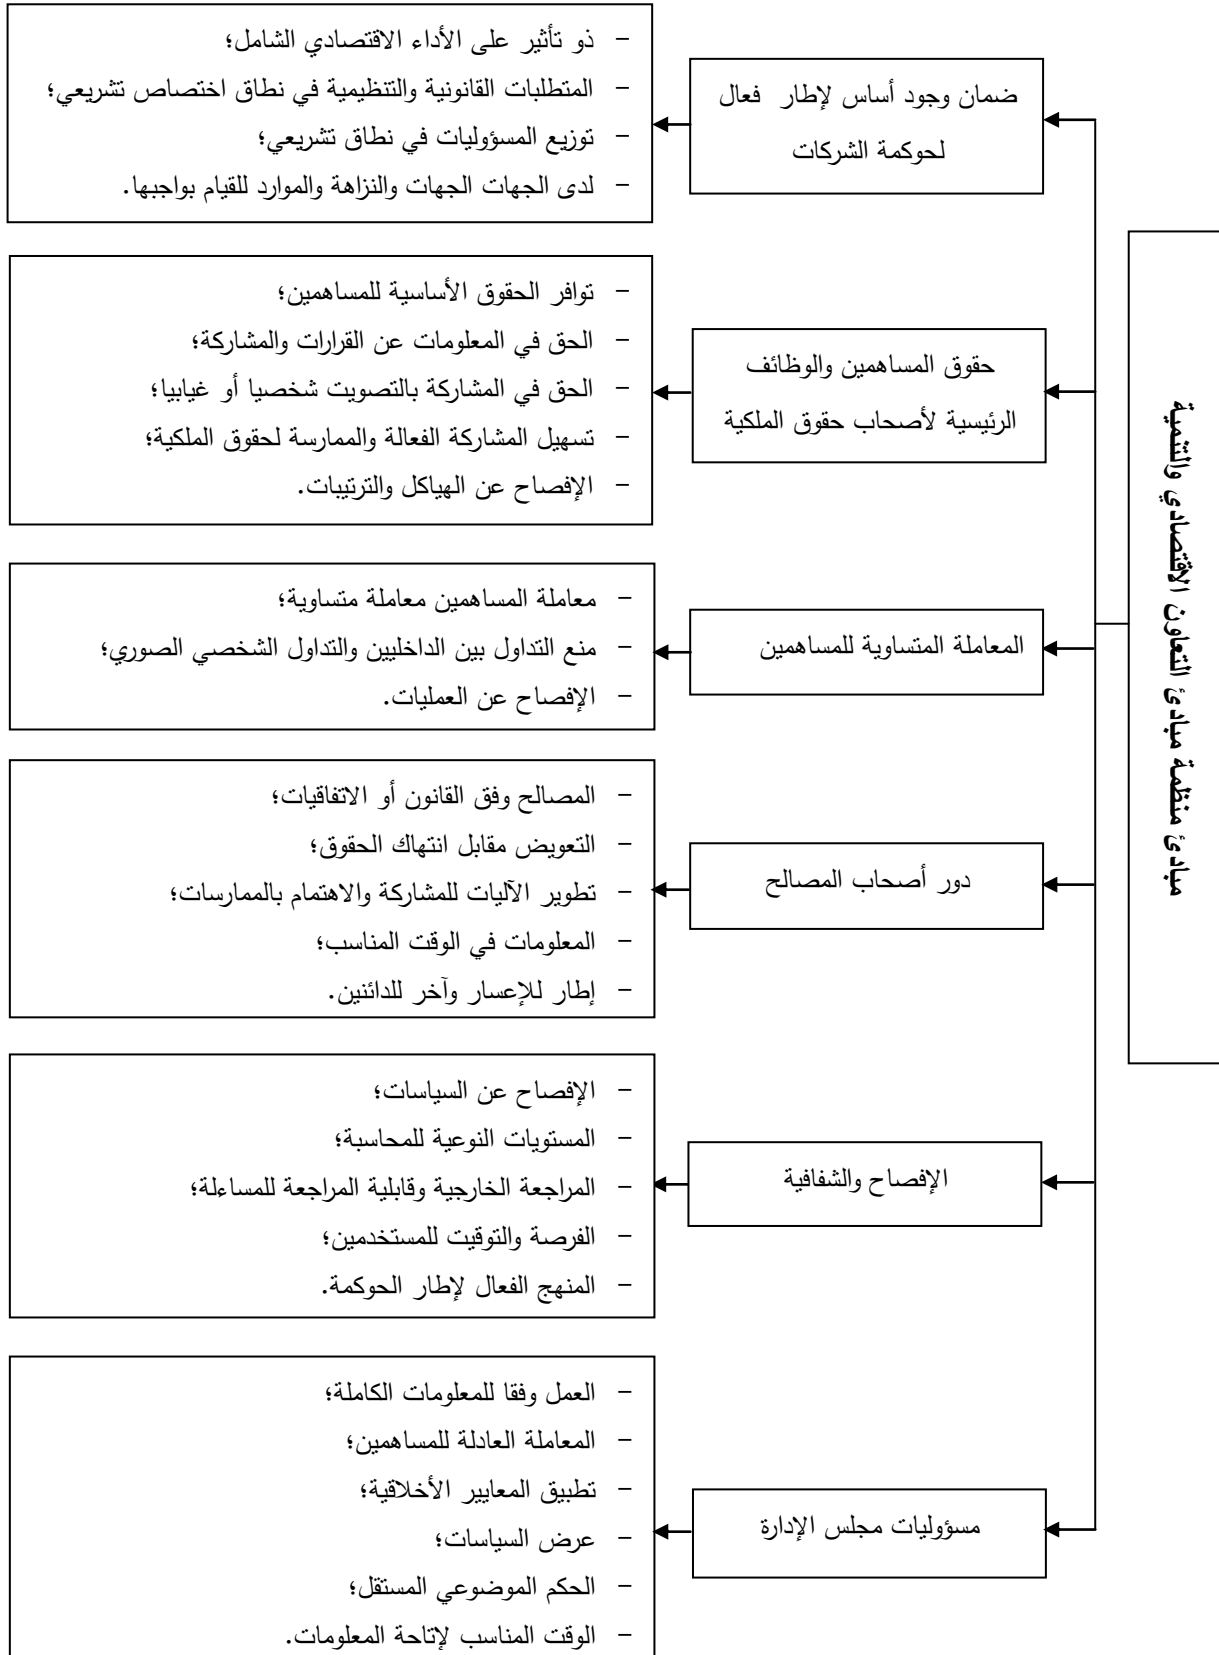 مبادئ منظمة مبادئ التعاون الاقتصادي والتنمية
ضمان وجود أساس لإطار فعال
لحوكمة الشركات
- ذو تأثير على الأداء الاقتصادي الشامل؛
- المتطلبات القانونية والتنظيمية في نطاق اختصاص تشريعي؛
- توزيع المسؤوليات في نطاق تشريعي؛
- لدى الجهات الجهات والنزاهة والموارد للقيام بواجبها.
حقوق المساهمين والوظائف
الرئيسية لأصحاب حقوق الملكية
- توافر الحقوق الأساسية للمساهمين؛
- الحق في المعلومات عن القرارات والمشاركة؛
- الحق في المشاركة بالتصويت شخصيا أو غيابيا؛
- تسهيل المشاركة الفعالة والممارسة لحقوق الملكية؛
- الإفصاح عن الهياكل والترتيبات.
المعاملة المتساوية للمساهمين
- معاملة المساهمين معاملة متساوية؛
- منع التداول بين الداخليين والتداول الشخصي الصوري؛
- الإفصاح عن العمليات.
دور أصحاب المصالح
- المصالح وفق القانون أو الاتفاقيات؛
- التعويض مقابل انتهاك الحقوق؛
- تطوير الآليات للمشاركة والاهتمام بالممارسات؛
- المعلومات في الوقت المناسب؛
- إطار للإعسار وآخر للدائنين.
الإفصاح والشفافية
- الإفصاح عن السياسات؛
- المستويات النوعية للمحاسبة؛
- المراجعة الخارجية وقابلية المراجعة للمساءلة؛
- الفرصة والتوقيت للمستخدمين؛
- المنهج الفعال لإطار الحوكمة.
مسؤوليات مجلس الإدارة
- العمل وفقا للمعلومات الكاملة؛
- المعاملة العادلة للمساهمين؛
- تطبيق المعايير الأخلاقية؛
- عرض السياسات؛
- الحكم الموضوعي المستقل؛
- الوقت المناسب لإتاحة المعلومات.